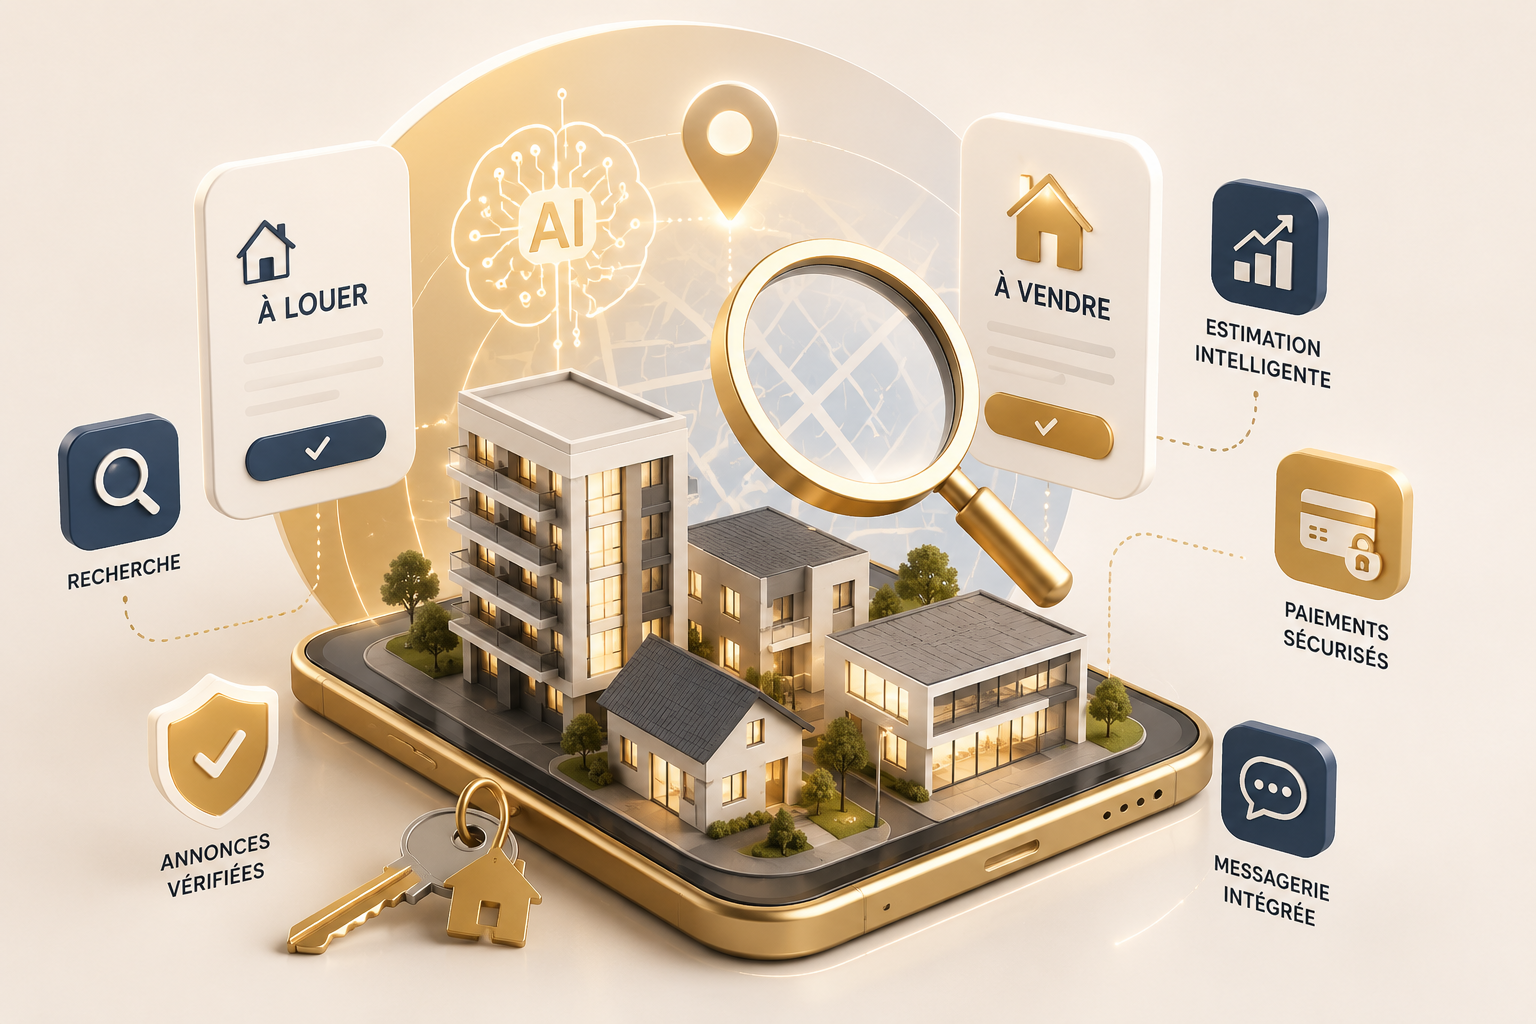 AI
À LOUER
À VENDRE
ESTIMATION
INTELLIGENTE
RECHERCHE
PAIEMENTS
SÉCURISÉS
ANNONCES
VÉRIFIÉES
MESSAGERIE
INTÉGRÉE